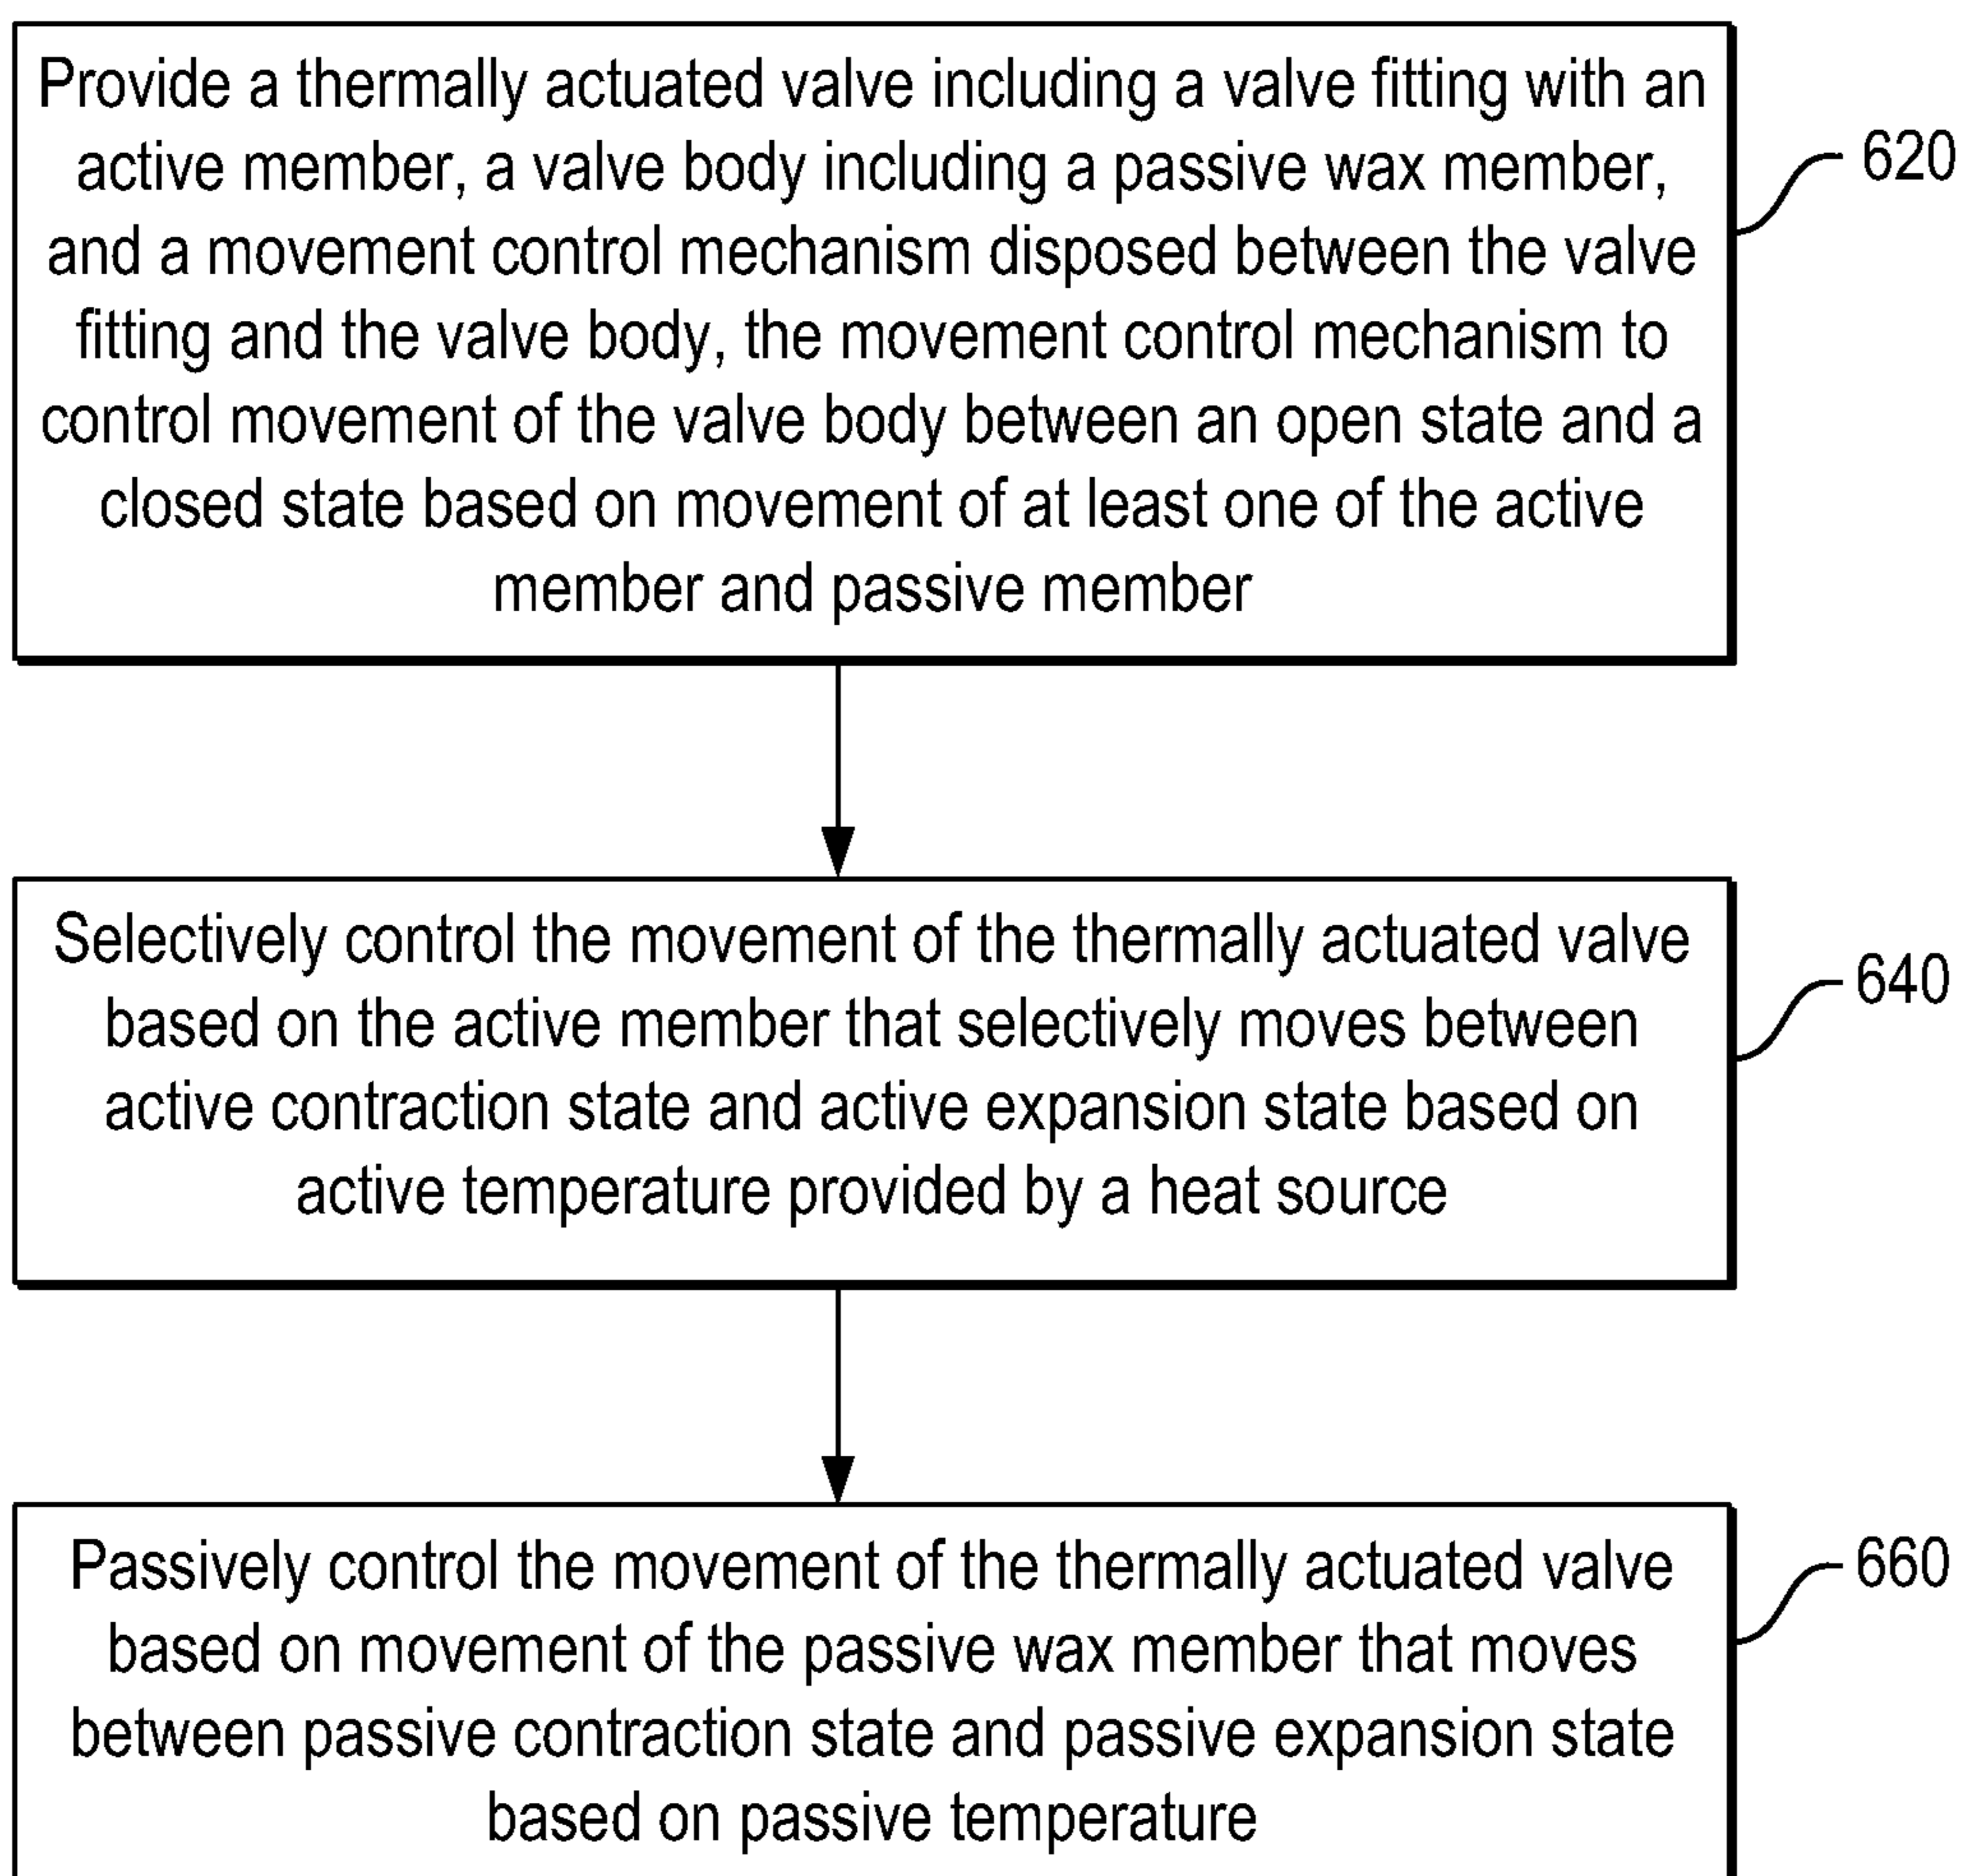 Provide a thermally actuated valve including a valve fitting with an
active member, a valve body including a passive wax member,
and a movement control mechanism disposed between the valve
fitting and the valve body, the movement control mechanism to
control movement of the valve body between an open state and a
closed state based on movement of at least one of the active
member and passive member
620
Selectively control the movement of the thermally actuated valve
based on the active member that selectively moves between
active contraction state and active expansion state based on
active temperature provided by a heat source
640
Passively control the movement of the thermally actuated valve
based on movement of the passive wax member that moves
between passive contraction state and passive expansion state
based on passive temperature
660